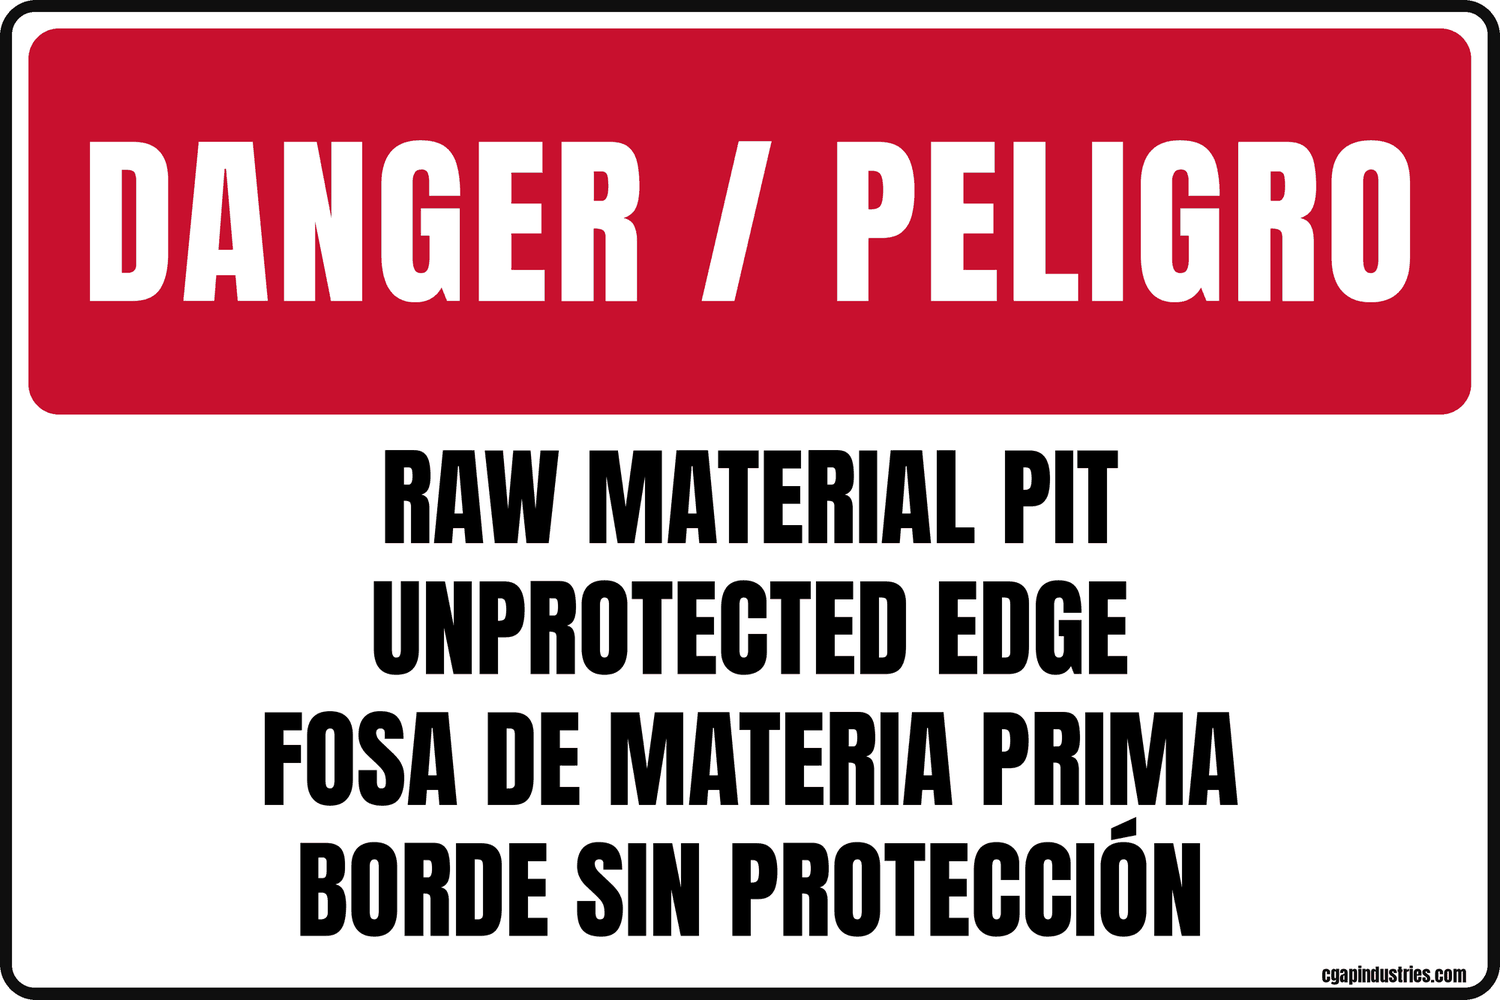 DANGER / PELIGRO
RAW MATERIAL PIT
UNPROTECTED EDGE
FOSA DE MATERIA PRIMA
BORDE SIN PROTECCIÓN
cgapindustries.com